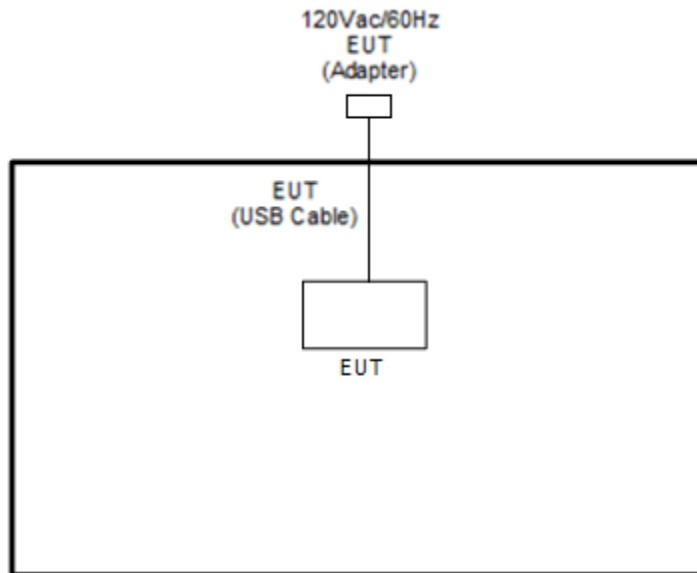 120Vac/60Hz
EUT
(Adapter)
EUT
(USB Cable)
EUT